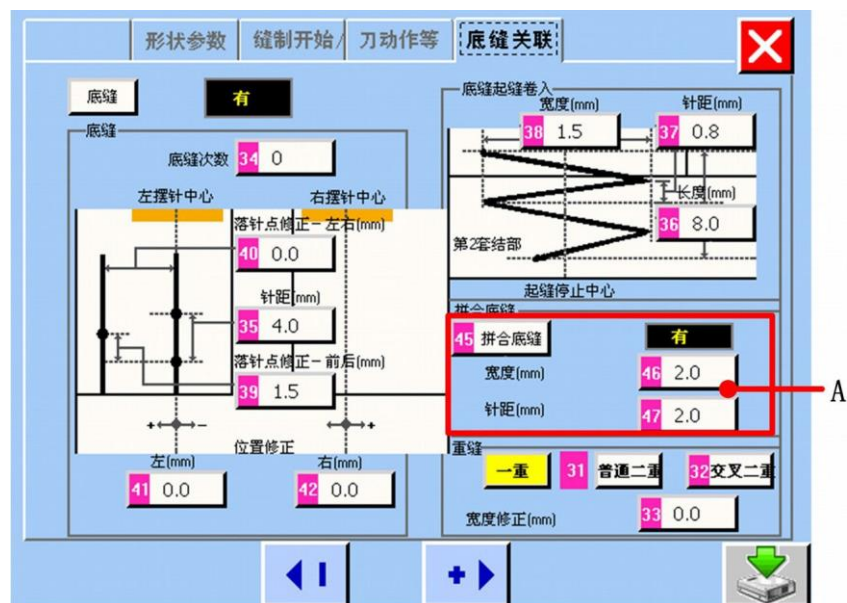 形状参数 缝制开始/ 刀动作等 底缝关联
底缝 有
底缝
底缝次数 34 0
左摆针中心 右摆针中心
落针点修正-左右(mm)
40 0.0
针距(mm)
35 4.0
落针点修正-前后(mm)
39 1.5
+ - - +
位置修正
左(mm) 右(mm)
41 0.0 42 0.0
底缝起缝卷入
宽度(mm) 针距(mm)
38 1.5 37 0.8
长度(mm)
36 8.0
第2套结部
起缝停止中心
拼合底缝
45 拼合底缝 有
宽度(mm) 46 2.0
针距(mm) 47 2.0
A
重缝
一重 31 普通二重 32 交叉二重
宽度修正(mm) 33 0.0